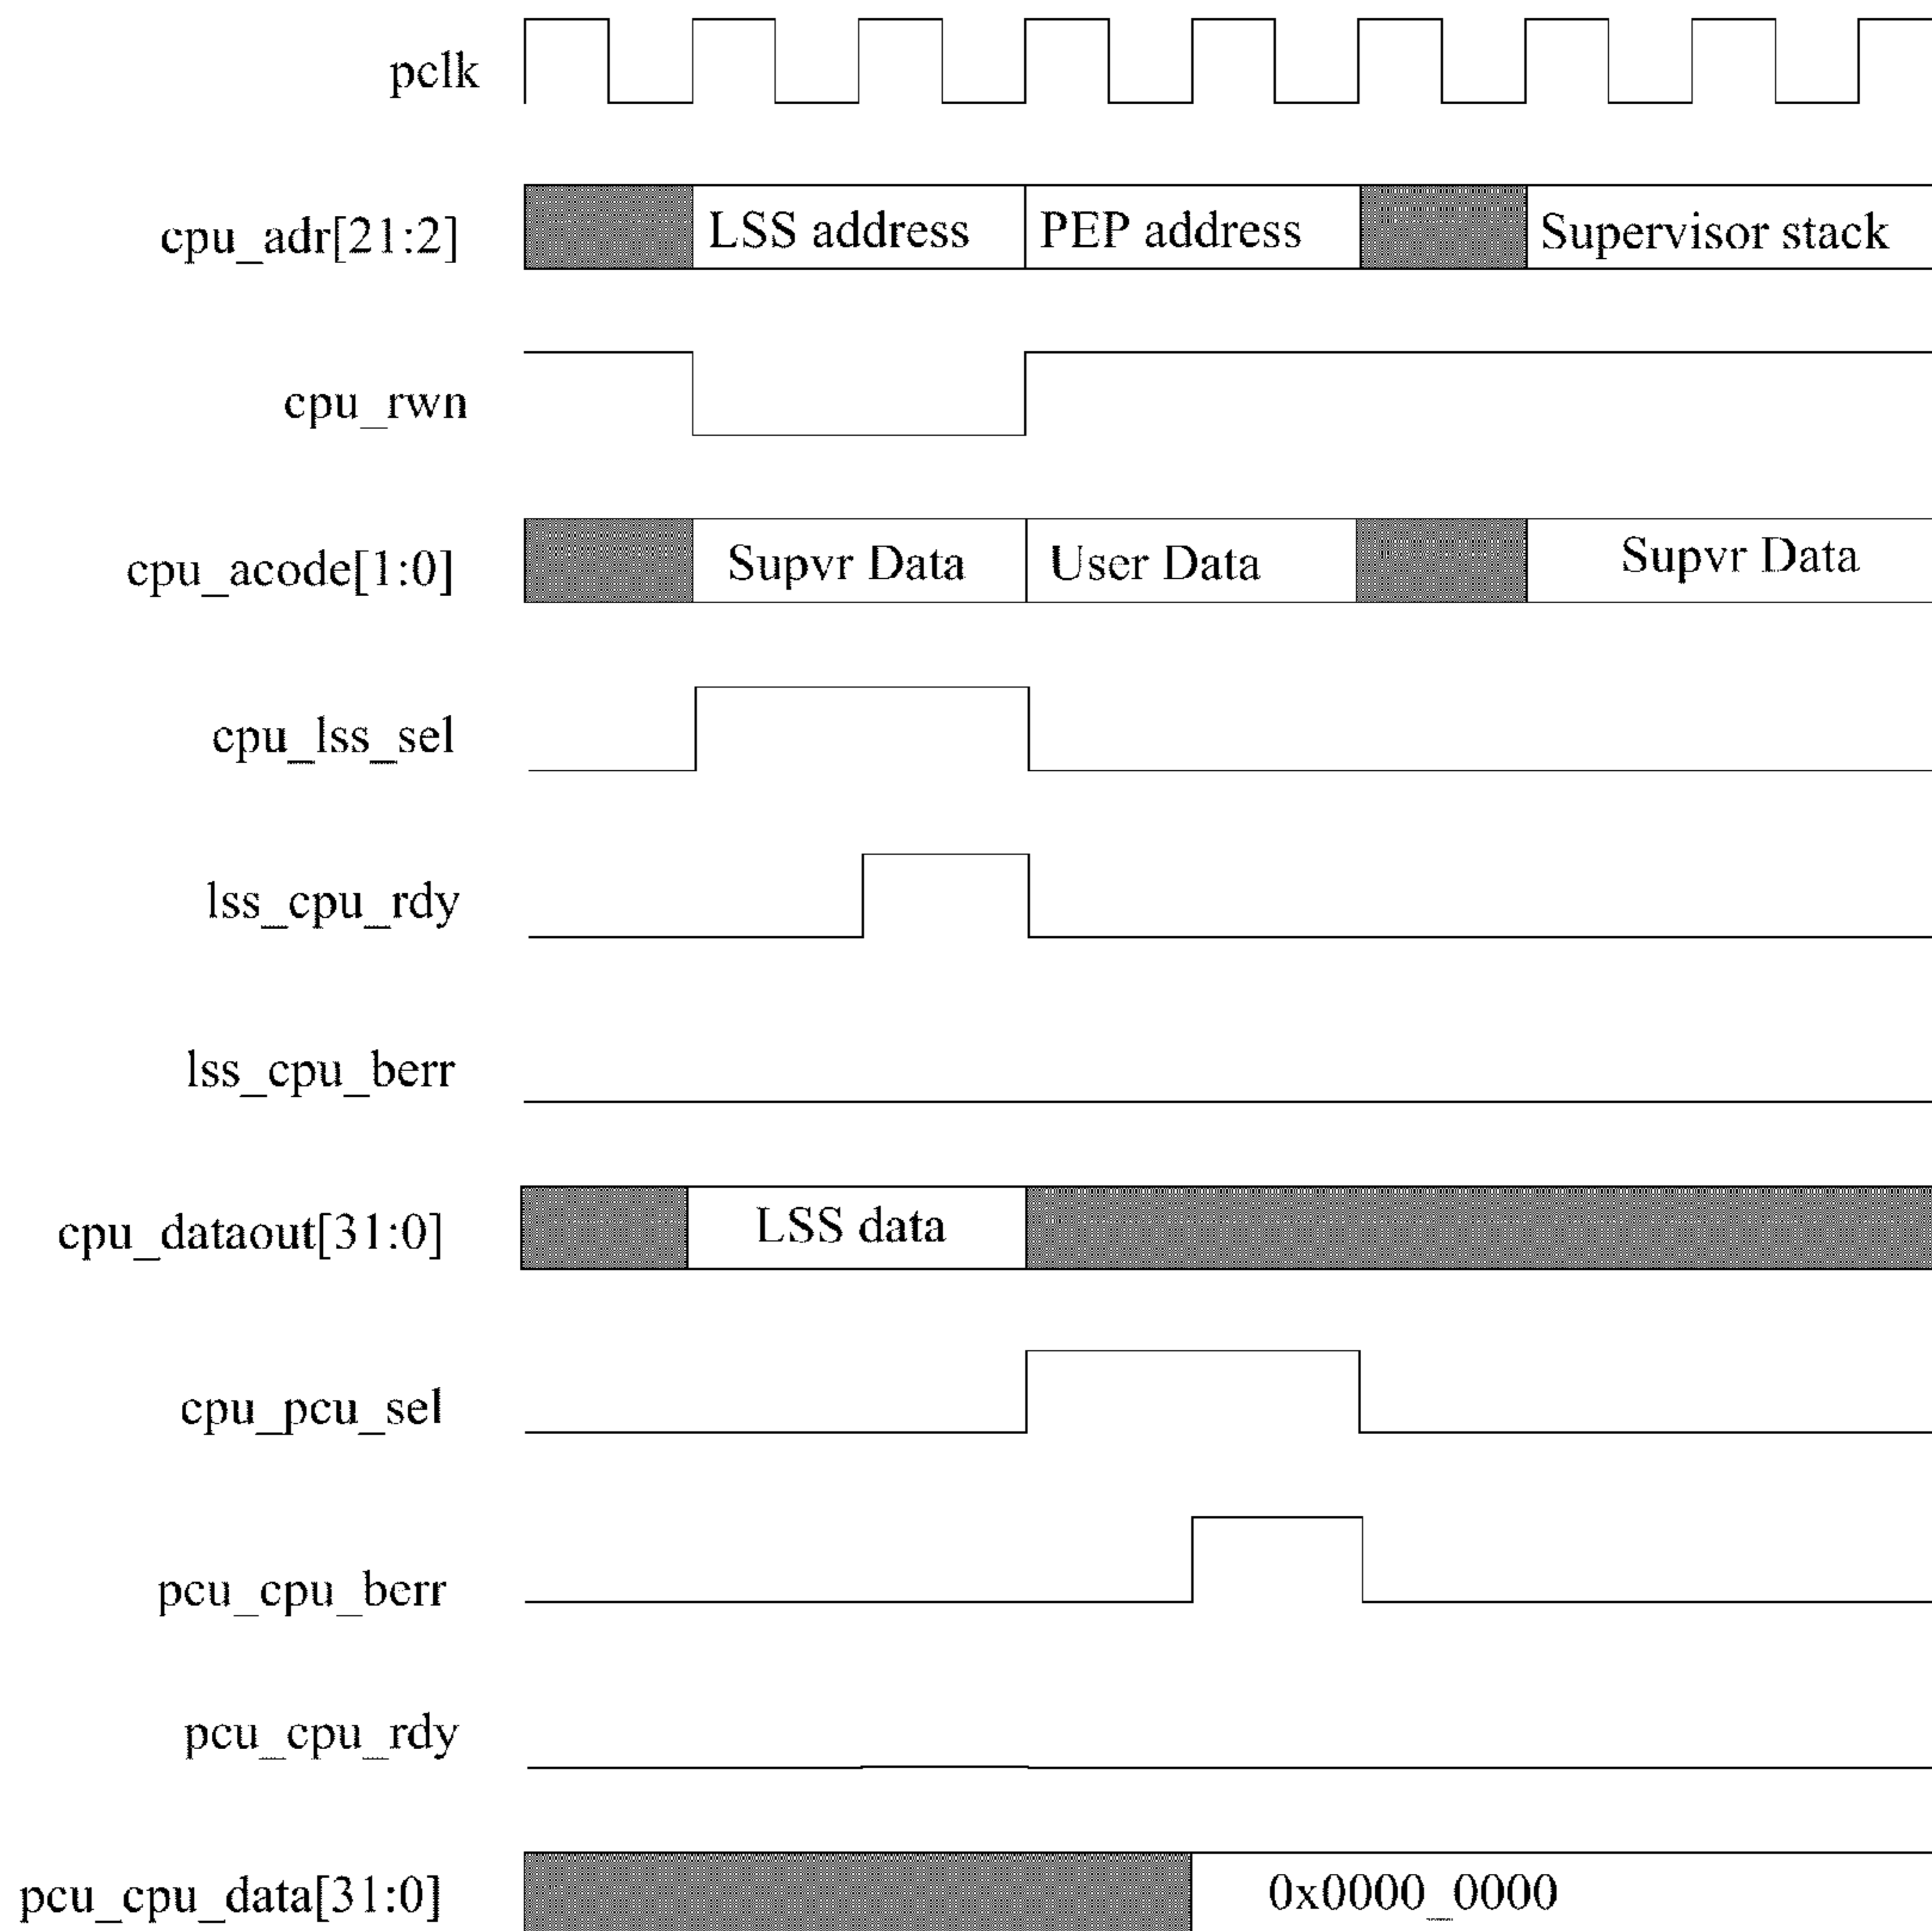 pclk
cpu_adr[21:2] LSS address PEP address Supervisor stack
cpu_rwn
cpu_acode[1:0] Supvr Data User Data Supvr Data
cpu_lss_sel
lss_cpu_rdy
lss_cpu_berr
cpu_dataout[31:0] LSS data
cpu_pcu_sel
pcu_cpu_berr
pcu_cpu_rdy
pcu_cpu_data[31:0] 0x0000_0000